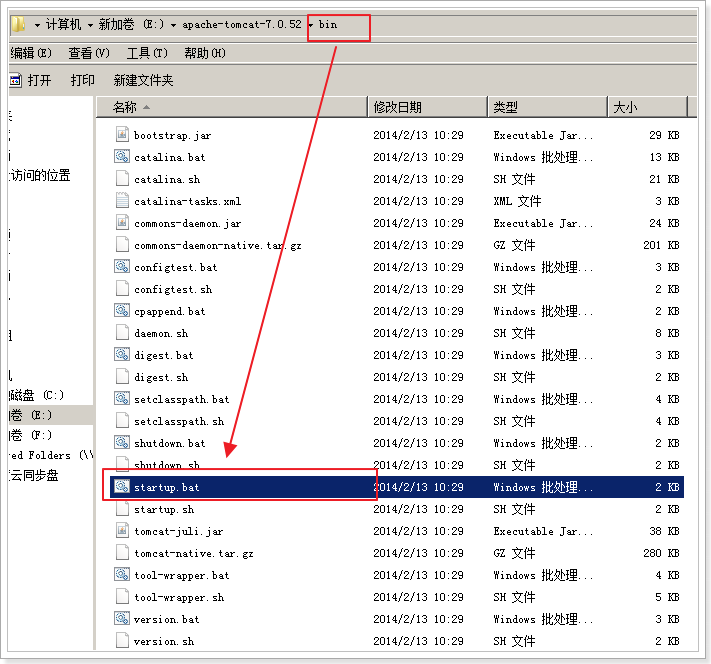 计算机 新加卷 (E:) apache-tomcat-7.0.52 bin
编辑(E) 查看(V) 工具(T) 帮助(H)
打开 打印 新建文件夹
名称 修改日期 类型 大小
bootstrap.jar 2014/2/13 10:29 Executable Jar... 29 KB
catalina.bat 2014/2/13 10:29 Windows 批处理... 13 KB
catalina.sh 2014/2/13 10:29 SH 文件 21 KB
访问的位置
catalina-tasks.xml 2014/2/13 10:29 XML 文件 3 KB
commons-daemon.jar 2014/2/13 10:29 Executable Jar... 24 KB
commons-daemon-native.tar.gz 2014/2/13 10:29 GZ 文件 201 KB
configtest.bat 2014/2/13 10:29 Windows 批处理... 3 KB
configtest.sh 2014/2/13 10:29 SH 文件 2 KB
cpappend.bat 2014/2/13 10:29 Windows 批处理... 2 KB
daemon.sh 2014/2/13 10:29 SH 文件 8 KB
digest.bat 2014/2/13 10:29 Windows 批处理... 3 KB
digest.sh 2014/2/13 10:29 SH 文件 2 KB
磁盘 (C:)
setclasspath.bat 2014/2/13 10:29 Windows 批处理... 4 KB
卷 (E:)
setclasspath.sh 2014/2/13 10:29 SH 文件 4 KB
卷 (F:)
shutdown.bat 2014/2/13 10:29 Windows 批处理... 2 KB
red Folders (\\
shutdown.sh 2014/2/13 10:29 SH 文件 2 KB
云同步盘
startup.bat 2014/2/13 10:29 Windows 批处理... 2 KB
startup.sh 2014/2/13 10:29 SH 文件 2 KB
tomcat-juli.jar 2014/2/13 10:29 Executable Jar... 38 KB
tomcat-native.tar.gz 2014/2/13 10:29 GZ 文件 280 KB
tool-wrapper.bat 2014/2/13 10:29 Windows 批处理... 4 KB
tool-wrapper.sh 2014/2/13 10:29 SH 文件 5 KB
version.bat 2014/2/13 10:29 Windows 批处理... 2 KB
version.sh 2014/2/13 10:29 SH 文件 2 KB